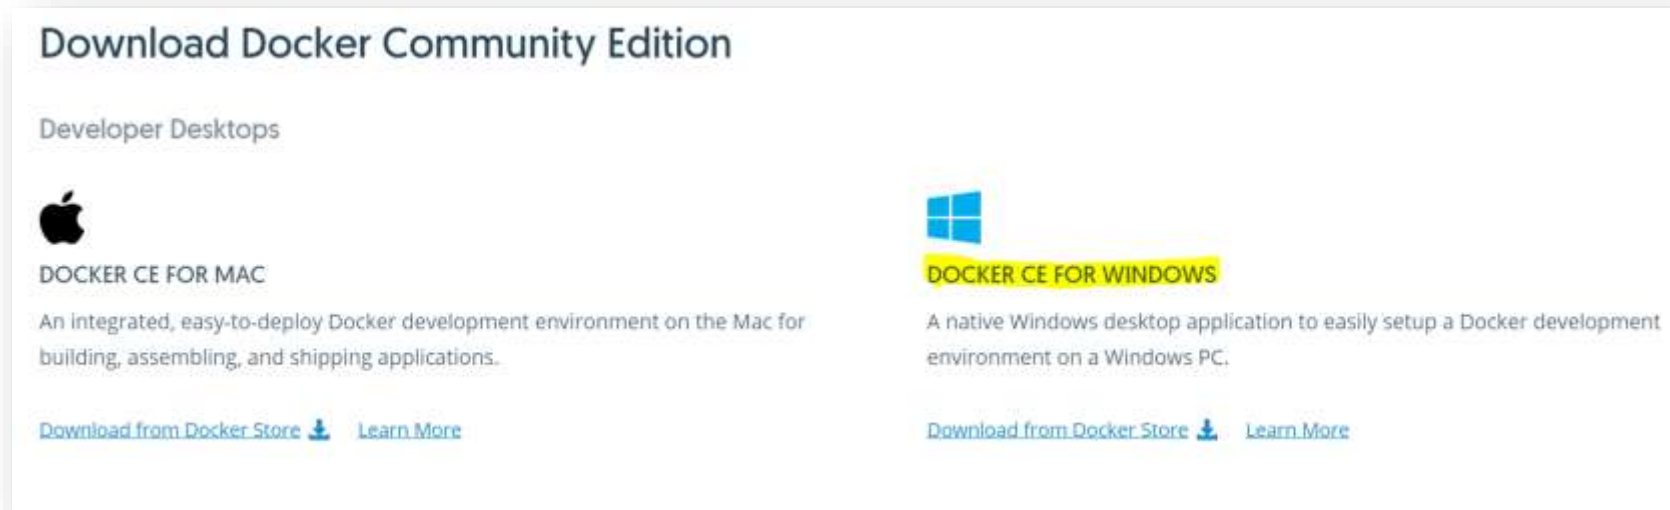 Download Docker Community Edition
Developer Desktops
DOCKER CE FOR MAC
An integrated, easy-to-deploy Docker development environment on the Mac for
building, assembling, and shipping applications.
Download from Docker Store Learn More
DOCKER CE FOR WINDOWS
A native Windows desktop application to easily setup a Docker development
environment on a Windows PC.
Download from Docker Store Learn More